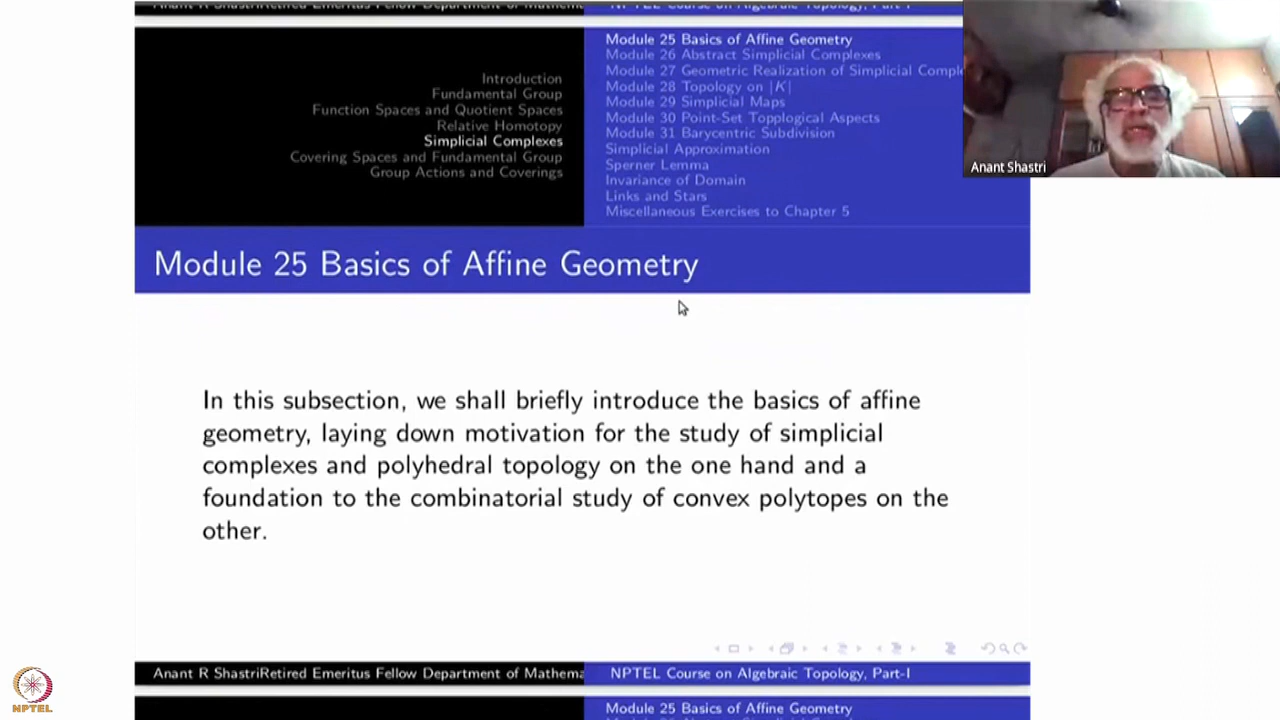 Anant R ShastriRetired Emeritus Fellow Department of Mathema
NPTEL Course on Algebraic Topology, Part-I
Introduction
Fundamental Group
Function Spaces and Quotient Spaces
Relative Homotopy
Simplicial Complexes
Covering Spaces and Fundamental Group
Group Actions and Coverings
Module 25 Basics of Affine Geometry
Module 26 Abstract Simplicial Complexes
Module 27 Geometric Realization of Simplicial Comple
Module 28 Topology on |K|
Module 29 Simplicial Maps
Module 30 Point-Set Topplogical Aspects
Module 31 Barycentric Subdivision
Simplicial Approximation
Sperner Lemma
Invariance of Domain
Links and Stars
Miscellaneous Exercises to Chapter 5
Anant Shastri
Module 25 Basics of Affine Geometry
In this subsection, we shall briefly introduce the basics of affine
geometry, laying down motivation for the study of simplicial
complexes and polyhedral topology on the one hand and a
foundation to the combinatorial study of convex polytopes on the
other.
Anant R ShastriRetired Emeritus Fellow Department of Mathema
NPTEL Course on Algebraic Topology, Part-I
Module 25 Basics of Affine Geometry
NPTEL